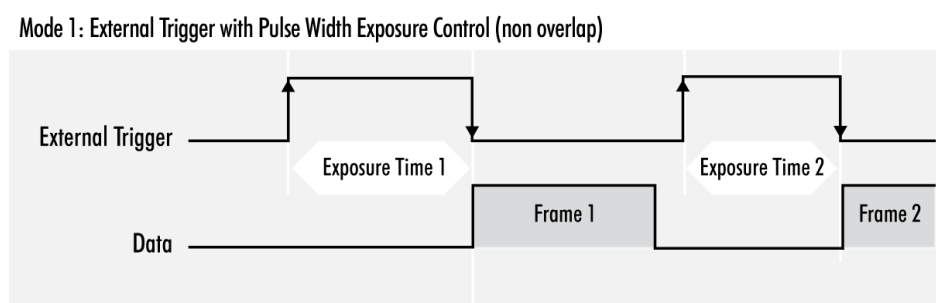 Mode 1: External Trigger with Pulse Width Exposure Control (non overlap)
External Trigger
Exposure Time 1
Exposure Time 2
Data
Frame 1
Frame 2